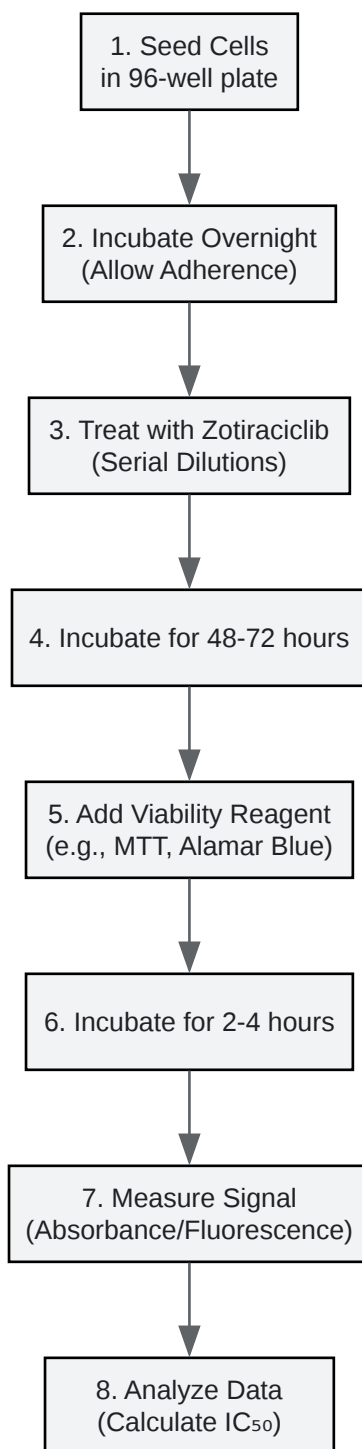 1. Seed Cells
in 96-well plate
2. Incubate Overnight
(Allow Adherence)
3. Treat with Zotiraciclib
(Serial Dilutions)
4. Incubate for 48-72 hours
5. Add Viability Reagent
(e.g., MTT, Alamar Blue)
6. Incubate for 2-4 hours
7. Measure Signal
(Absorbance/Fluorescence)
8. Analyze Data
(Calculate IC₅₀)